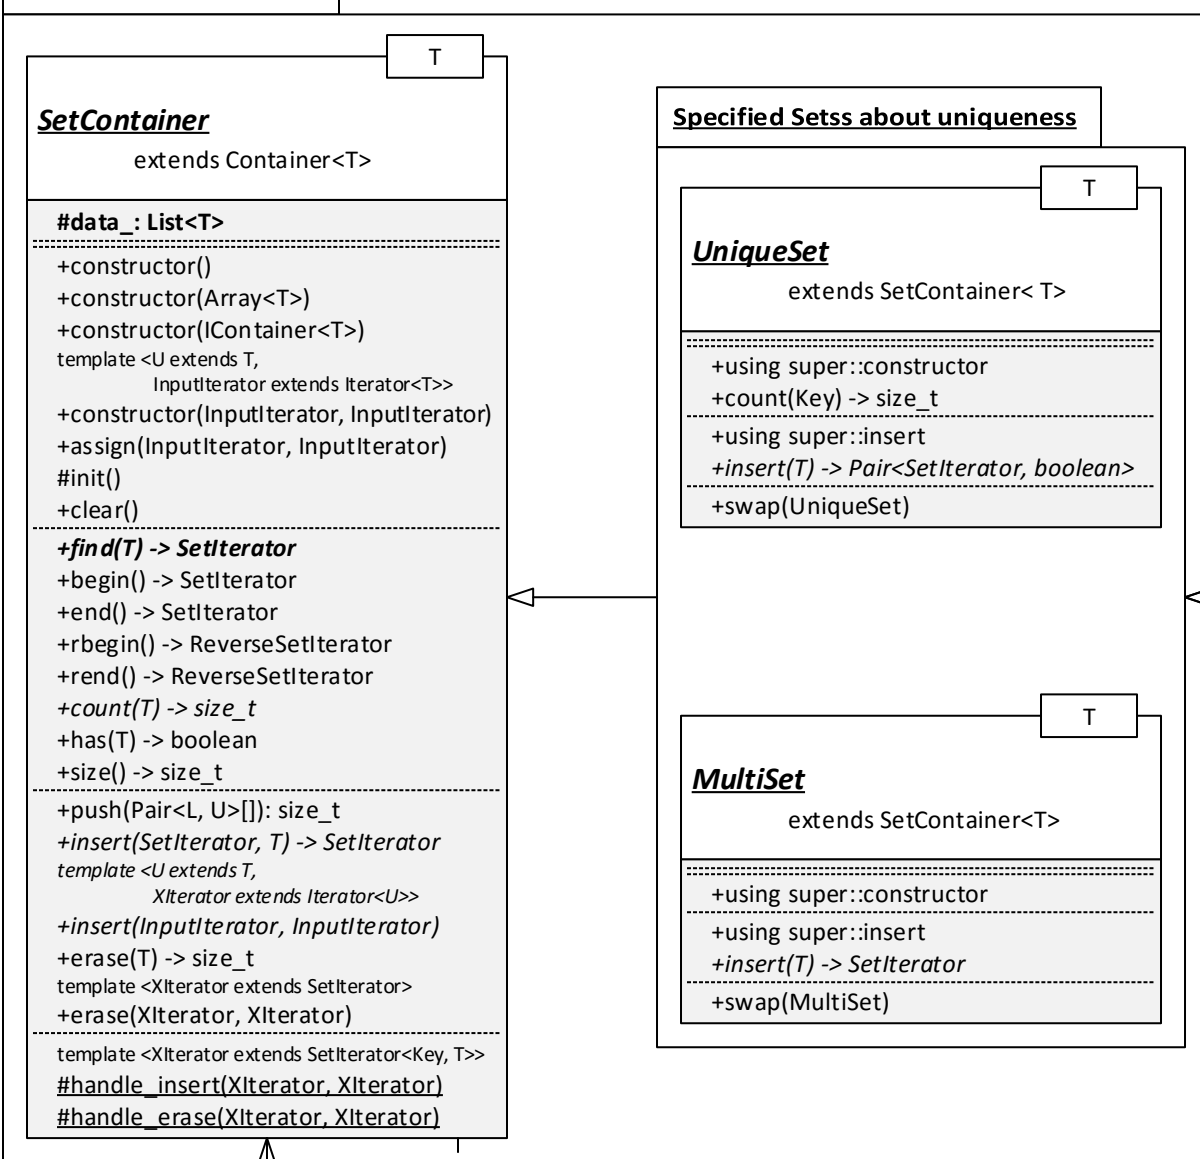 T
SetContainer
extends Container<T>
#data_: List<T>
+constructor()
+constructor(Array<T>)
+constructor(IContainer<T>)
template <U extends T,
InputIterator extends Iterator<T>>
+constructor(InputIterator, InputIterator)
+assign(InputIterator, InputIterator)
#init()
+clear()
+find(T) -> SetIterator
+begin() -> SetIterator
+end() -> SetIterator
+rbegin() -> ReverseSetIterator
+rend() -> ReverseSetIterator
+count(T) -> size_t
+has(T) -> boolean
+size() -> size_t
+push(Pair<L, U>[]): size_t
+insert(SetIterator, T) -> SetIterator
template <U extends T,
XIterator extends Iterator<U>>
+insert(InputIterator, InputIterator)
+erase(T) -> size_t
template <XIterator extends SetIterator>
+erase(XIterator, XIterator)
template <XIterator extends SetIterator<Key, T>>
#handle_insert(XIterator, XIterator)
#handle_erase(XIterator, XIterator)
Specified Setss about uniqueness
T
UniqueSet
extends SetContainer< T>
+using super::constructor
+count(Key) -> size_t
+using super::insert
+insert(T) -> Pair<SetIterator, boolean>
+swap(UniqueSet)
T
MultiSet
extends SetContainer<T>
+using super::constructor
+using super::insert
+insert(T) -> SetIterator
+swap(MultiSet)